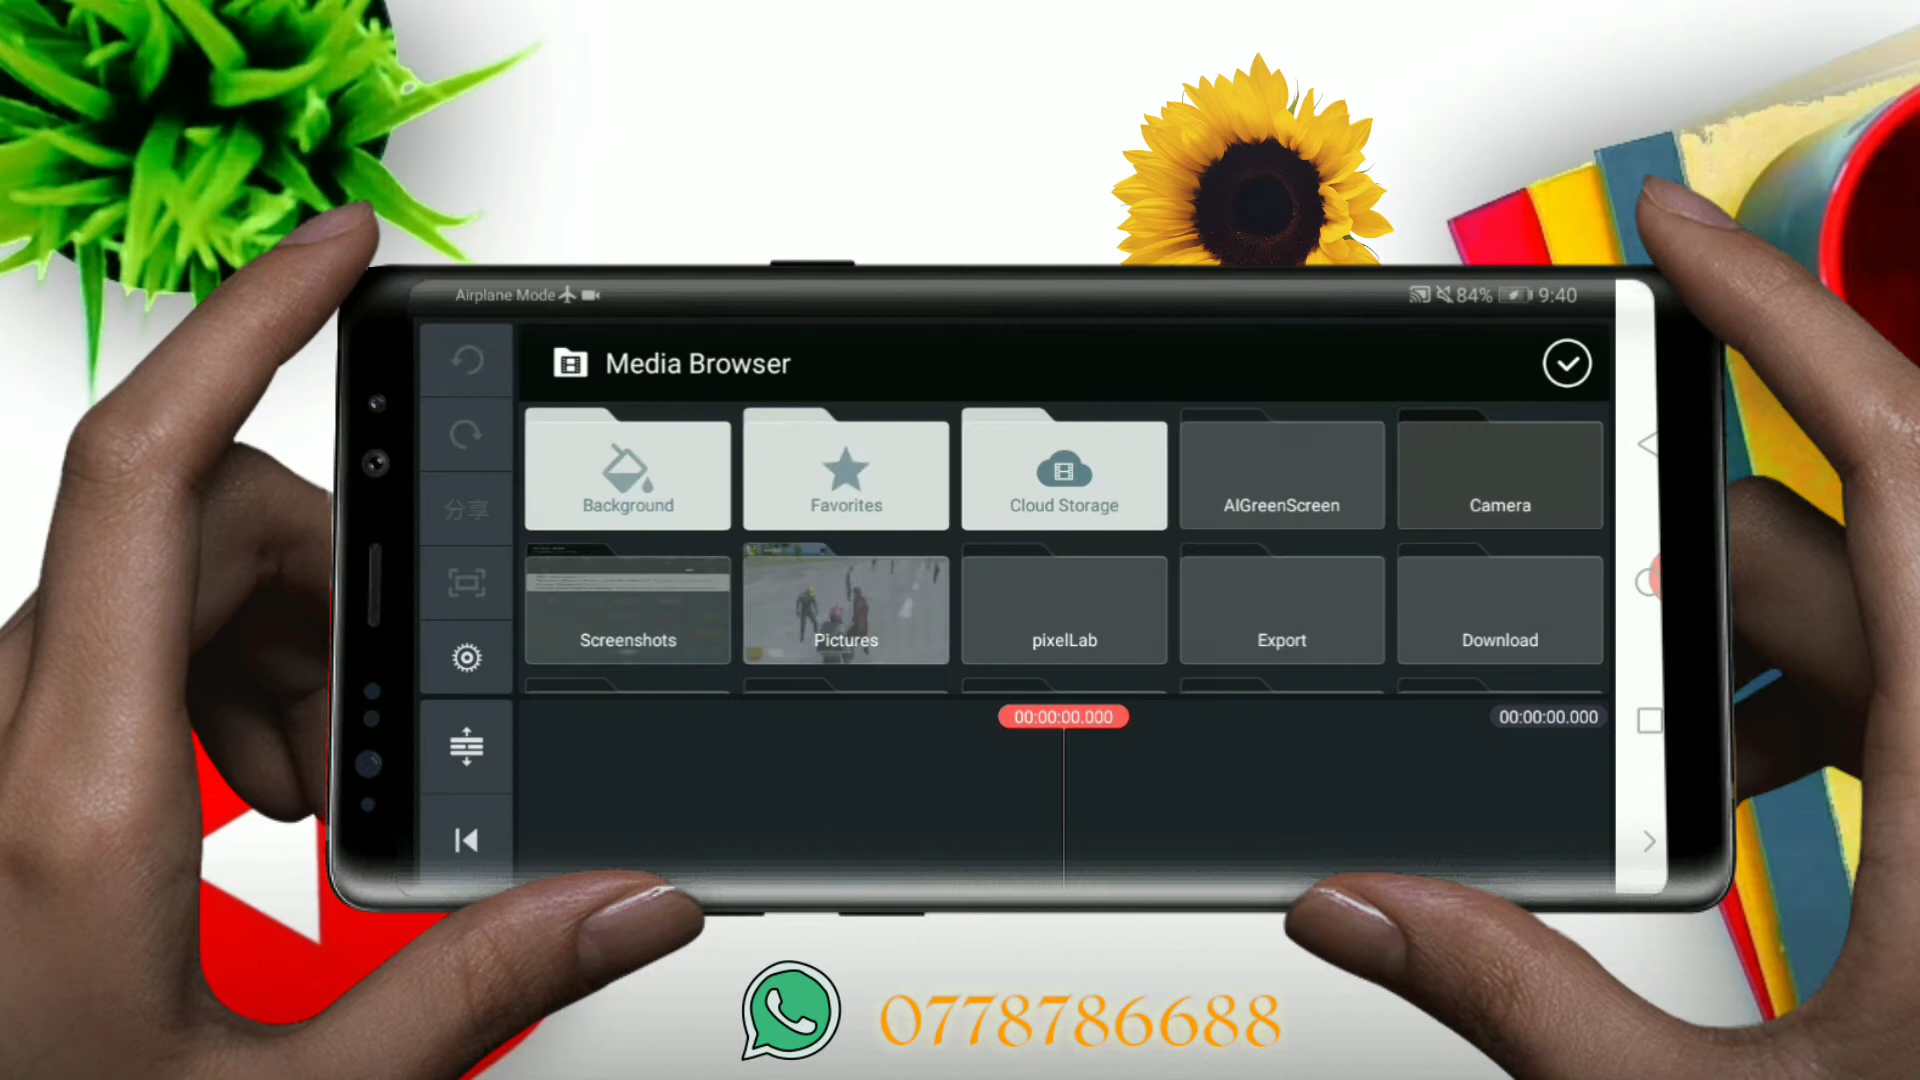 Airplane Mode
84% 9:40
Media Browser
Background
Favorites
Cloud Storage
AIGreenScreen
Camera
分享
Screenshots
Pictures
pixelLab
Export
Download
00:00:00.000
00:00:00.000
0778786688